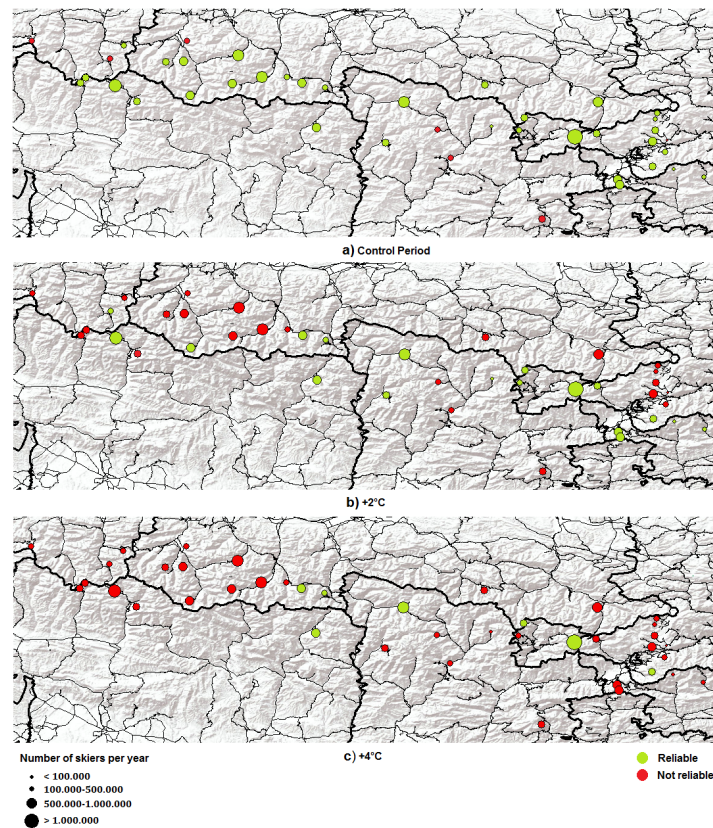 a) Control Period
b) +2°C
c) +4°C
Number of skiers per year
< 100.000
100.000-500.000
500.000-1.000.000
> 1.000.000
Reliable
Not reliable